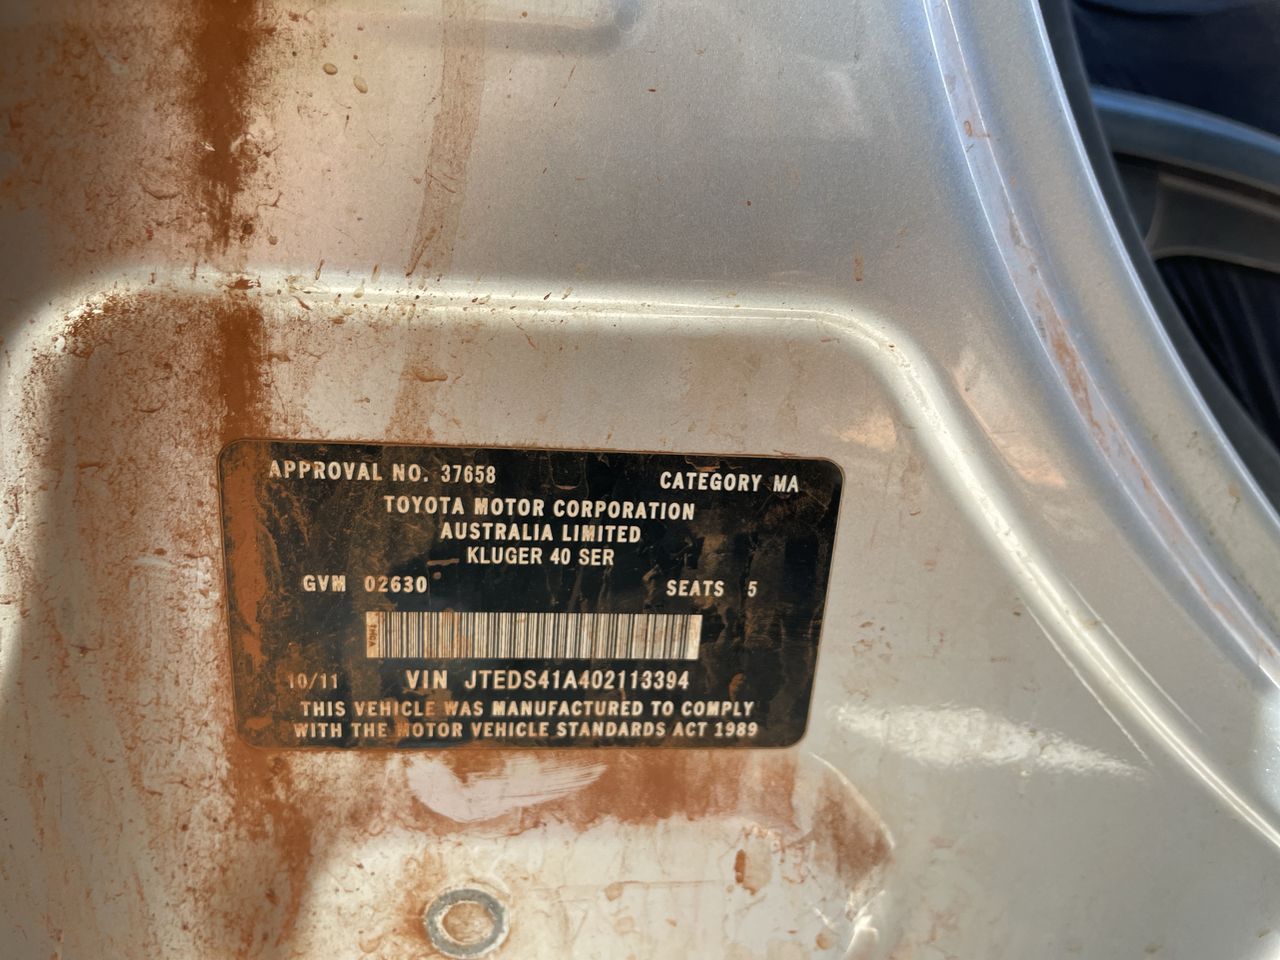 APPROVAL NO. 37658 CATEGORY MA
TOYOTA MOTOR CORPORATION
AUSTRALIA LIMITED
KLUGER 40 SER
GVM 02630 SEATS 5
10/11 VIN JTEDS41A402113394
THIS VEHICLE WAS MANUFACTURED TO COMPLY
WITH THE MOTOR VEHICLE STANDARDS ACT 1989